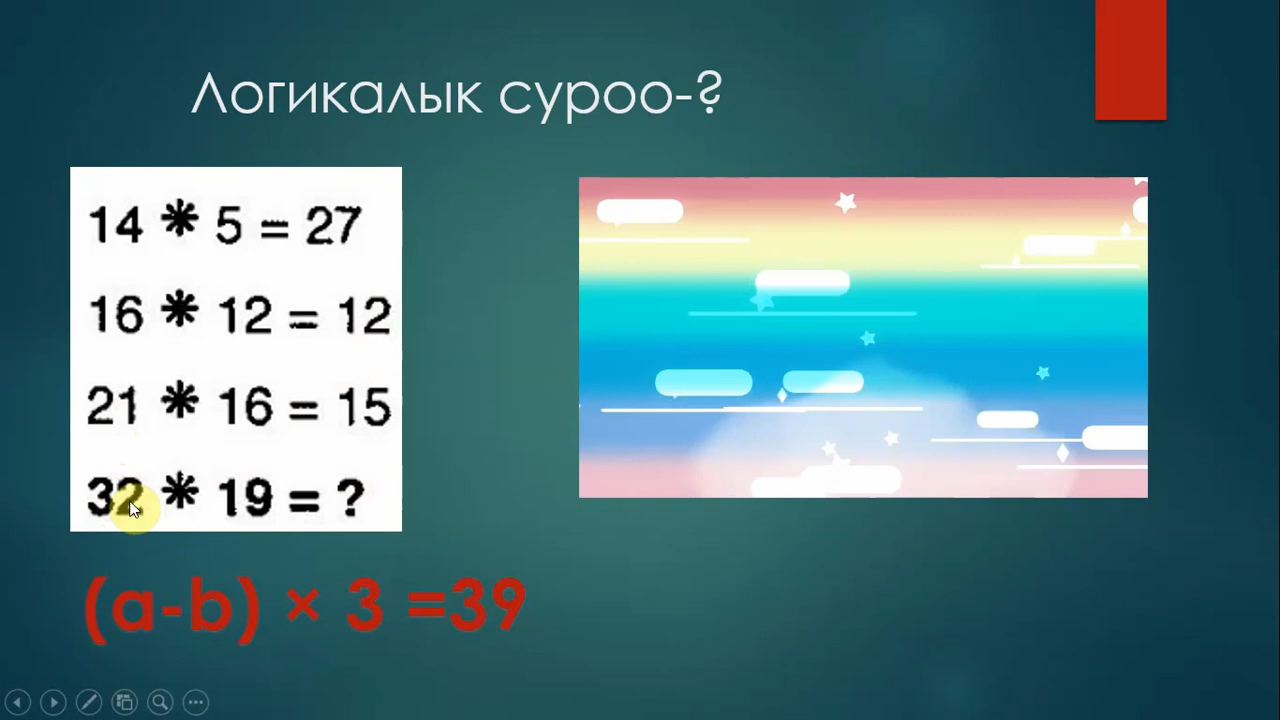 Логикалык суроо-?
14 * 5 = 27
16 * 12 = 12
21 * 16 = 15
32 * 19 = ?
(a-b) × 3 =39